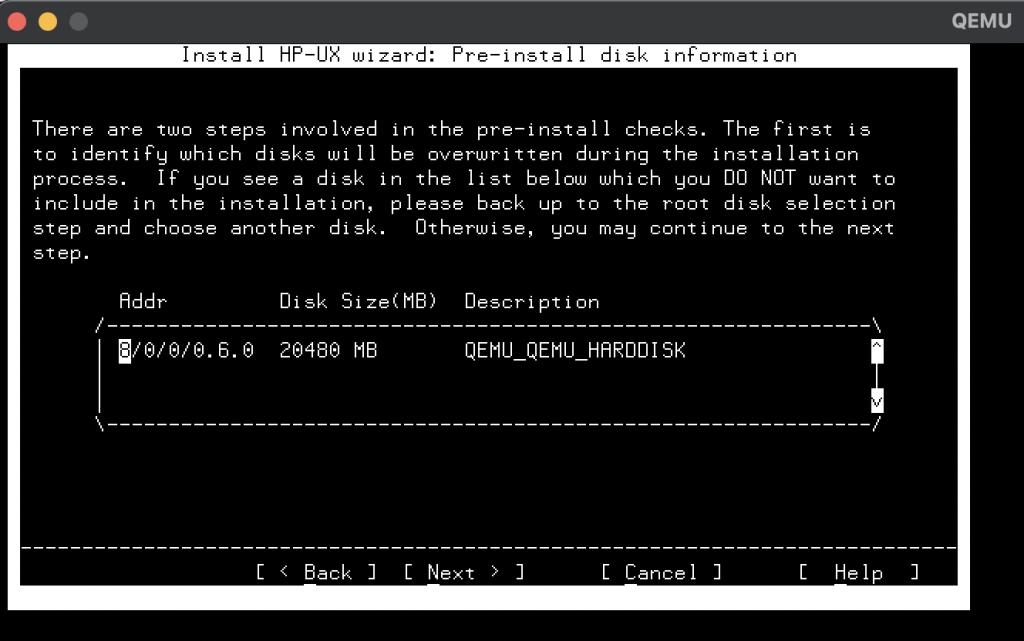 QEMU
Install HP-UX wizard: Pre-install disk information
There are two steps involved in the pre-install checks. The first is
to identify which disks will be overwritten during the installation
process.  If you see a disk in the list below which you DO NOT want to
include in the installation, please back up to the root disk selection
step and choose another disk.  Otherwise, you may continue to the next
step.
Addr         Disk Size(MB)  Description
/--------------------------------------------------------------\
| 8/0/0/0.6.0  20480 MB       QEMU_QEMU_HARDDISK               ^
|                                                              |
|                                                              v
\--------------------------------------------------------------/
----------------------------------------------------------------------------
[ < Back ]  [ Next > ]      [ Cancel ]      [  Help  ]